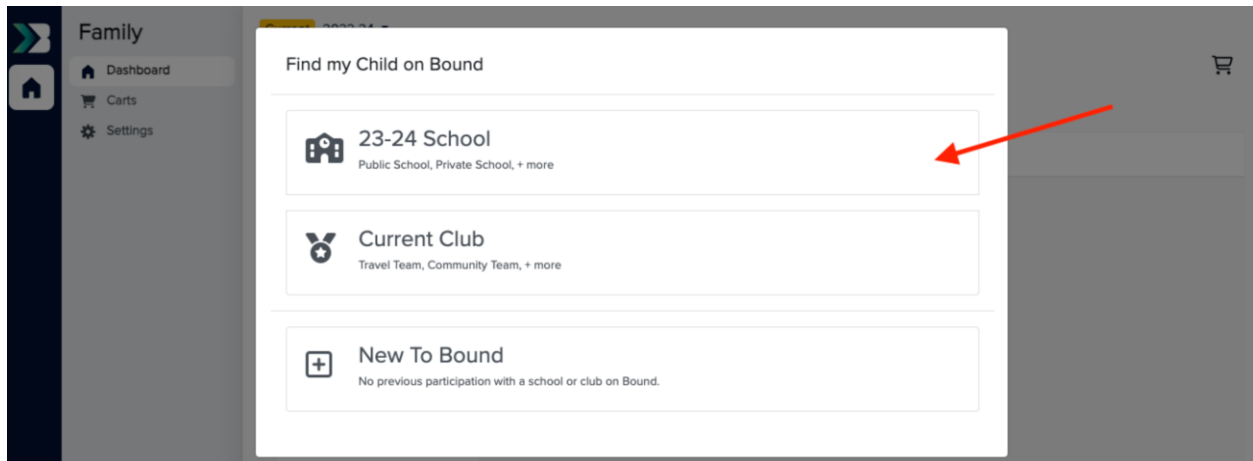 Family
Dashboard
Carts
Settings
Find my Child on Bound
23-24 School
Public School, Private School, + more
Current Club
Travel Team, Community Team, + more
New To Bound
No previous participation with a school or club on Bound.